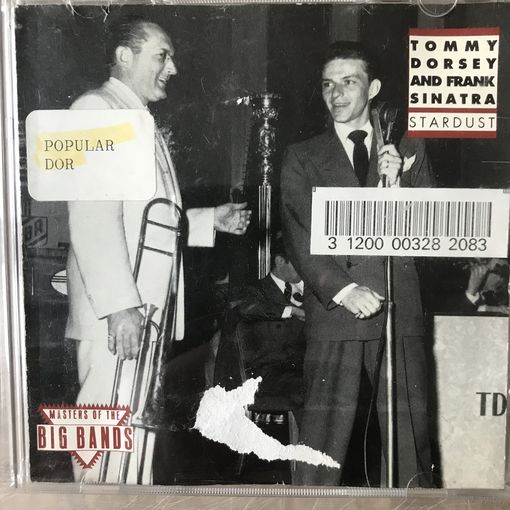 TOMMY
DORSEY
AND FRANK
SINATRA
STARDUST
POPULAR
DOR
3 1200 00328 2083
MASTERS OF THE
BIG BANDS
TD